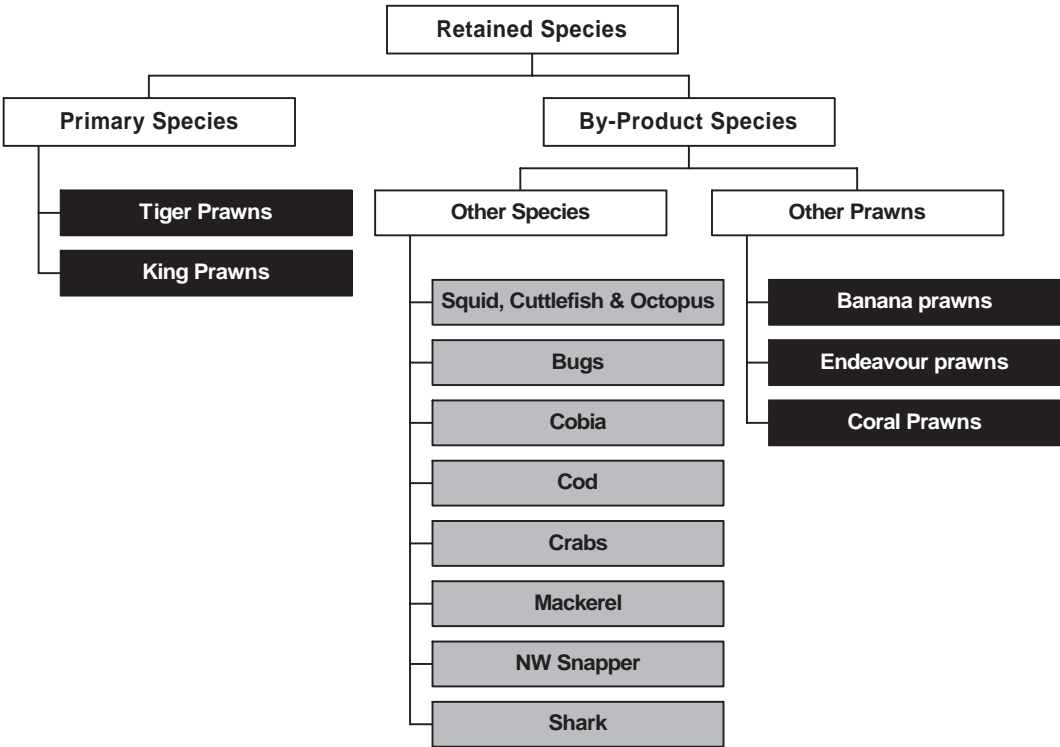 Retained Species
Primary Species
By-Product Species
Tiger Prawns
King Prawns
Other Species
Other Prawns
Squid, Cuttlefish & Octopus
Bugs
Cobia
Cod
Crabs
Mackerel
NW Snapper
Shark
Banana prawns
Endeavour prawns
Coral Prawns